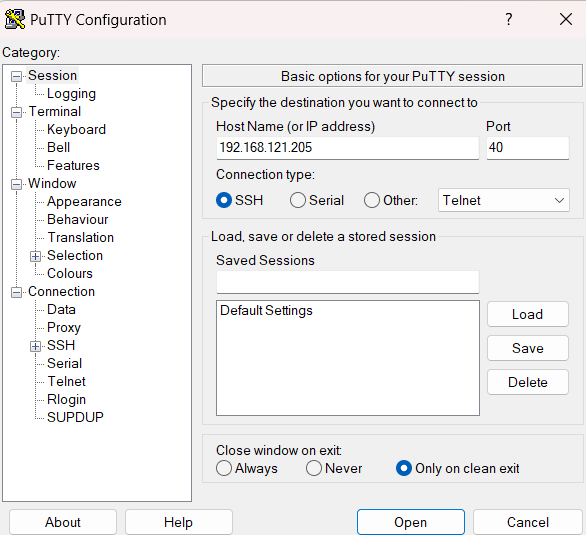 PuTTY Configuration ?
Category:
Session
Logging
Terminal
Keyboard
Bell
Features
Window
Appearance
Behaviour
Translation
Selection
Colours
Connection
Data
Proxy
SSH
Serial
Telnet
Rlogin
SUPDUP
Basic options for your PuTTY session
Specify the destination you want to connect to
Host Name (or IP address) Port
192.168.121.205 40
Connection type:
SSH Serial Other: Telnet
Load, save or delete a stored session
Saved Sessions
Default Settings
Load
Save
Delete
Close window on exit:
Always Never Only on clean exit
About Help Open Cancel